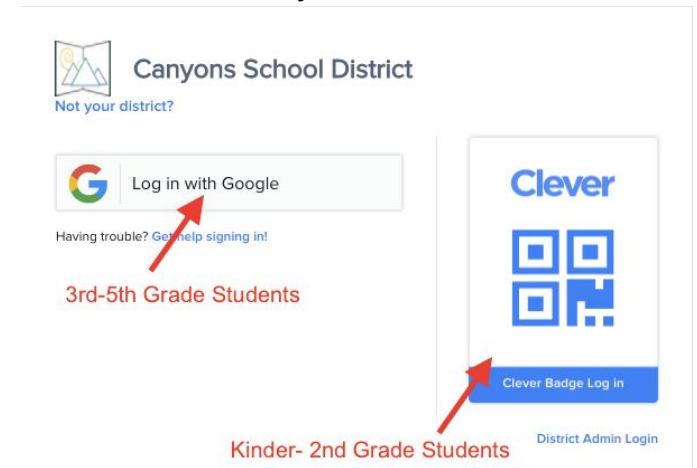 Canyons School District
Not your district?
Log in with Google
Having trouble? Get help signing in!
3rd-5th Grade Students
Clever
Clever Badge Log in
Kinder- 2nd Grade Students
District Admin Login